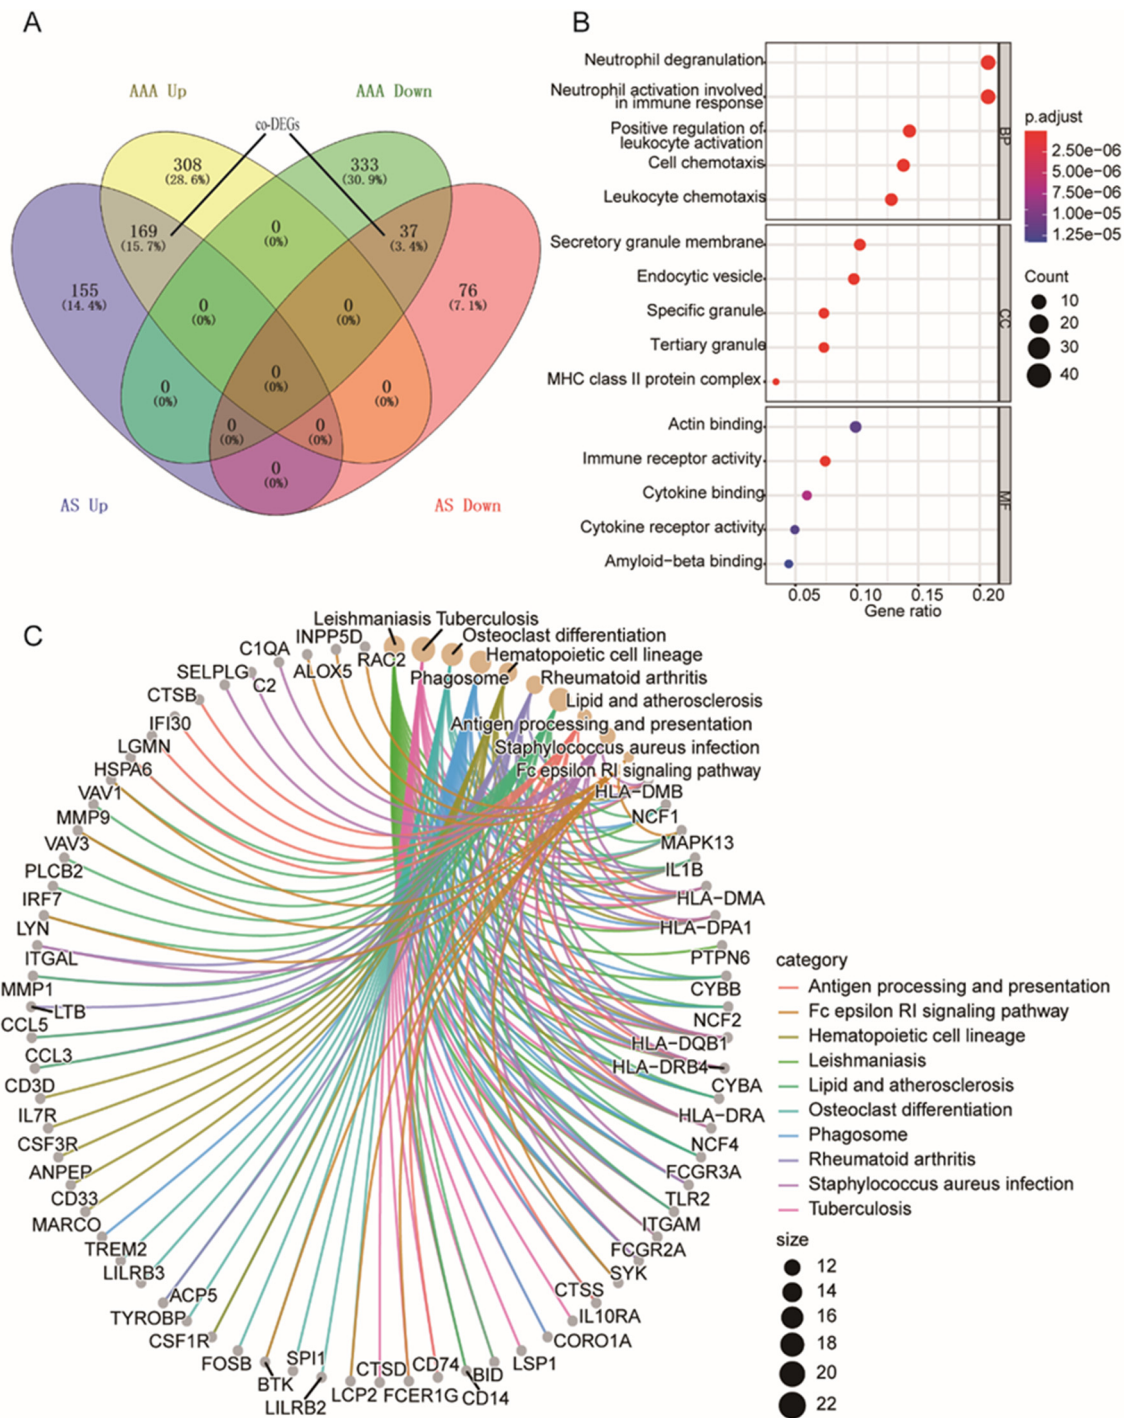 A
AAA Up
AAA Down
co-DEGs
308
(28.6%)
333
(30.9%)
169
(15.7%)
0
(0%)
37
(3.4%)
155
(14.4%)
0
(0%)
0
(0%)
76
(7.1%)
0
(0%)
0
(0%)
0
(0%)
0
(0%)
0
(0%)
0
(0%)
AS Up
AS Down
B
Neutrophil degranulation
Neutrophil activation involved
in immune response
Positive regulation of
leukocyte activation
Cell chemotaxis
Leukocyte chemotaxis
BP
Secretory granule membrane
Endocytic vesicle
Specific granule
Tertiary granule
MHC class II protein complex
CC
Actin binding
Immune receptor activity
Cytokine binding
Cytokine receptor activity
Amyloid-beta binding
MF
0.05 0.10 0.15 0.20
Gene ratio
p.adjust
2.50e-06
5.00e-06
7.50e-06
1.00e-05
1.25e-05
Count
10
20
30
40
C
Leishmaniasis
Tuberculosis
Osteoclast differentiation
Hematopoietic cell lineage
Phagosome
Rheumatoid arthritis
Lipid and atherosclerosis
Antigen processing and presentation
Staphylococcus aureus infection
Fc epsilon RI signaling pathway
HLA-DMB
NCF1
MAPK13
IL1B
HLA-DMA
HLA-DPA1
PTPN6
CYBB
NCF2
HLA-DQB1
HLA-DRB4
CYBA
HLA-DRA
NCF4
FCGR3A
TLR2
ITGAM
FCGR2A
SYK
CTSS
IL10RA
CORO1A
LSP1
BID
CD14
CD74
FCER1G
CTSD
LCP2
LILRB2
SPI1
BTK
FOSB
CSF1R
TYROBP
ACP5
LILRB3
TREM2
MARCO
CD33
ANPEP
CSF3R
IL7R
CD3D
CCL3
CCL5
LTB
MMP1
ITGAL
LYN
IRF7
PLCB2
VAV3
MMP9
VAV1
HSPA6
LGMN
IFI30
CTSB
SELPLG
C2
C1QA
ALOX5
INPP5D
RAC2
category
Antigen processing and presentation
Fc epsilon RI signaling pathway
Hematopoietic cell lineage
Leishmaniasis
Lipid and atherosclerosis
Osteoclast differentiation
Phagosome
Rheumatoid arthritis
Staphylococcus aureus infection
Tuberculosis
size
12
14
16
18
20
22